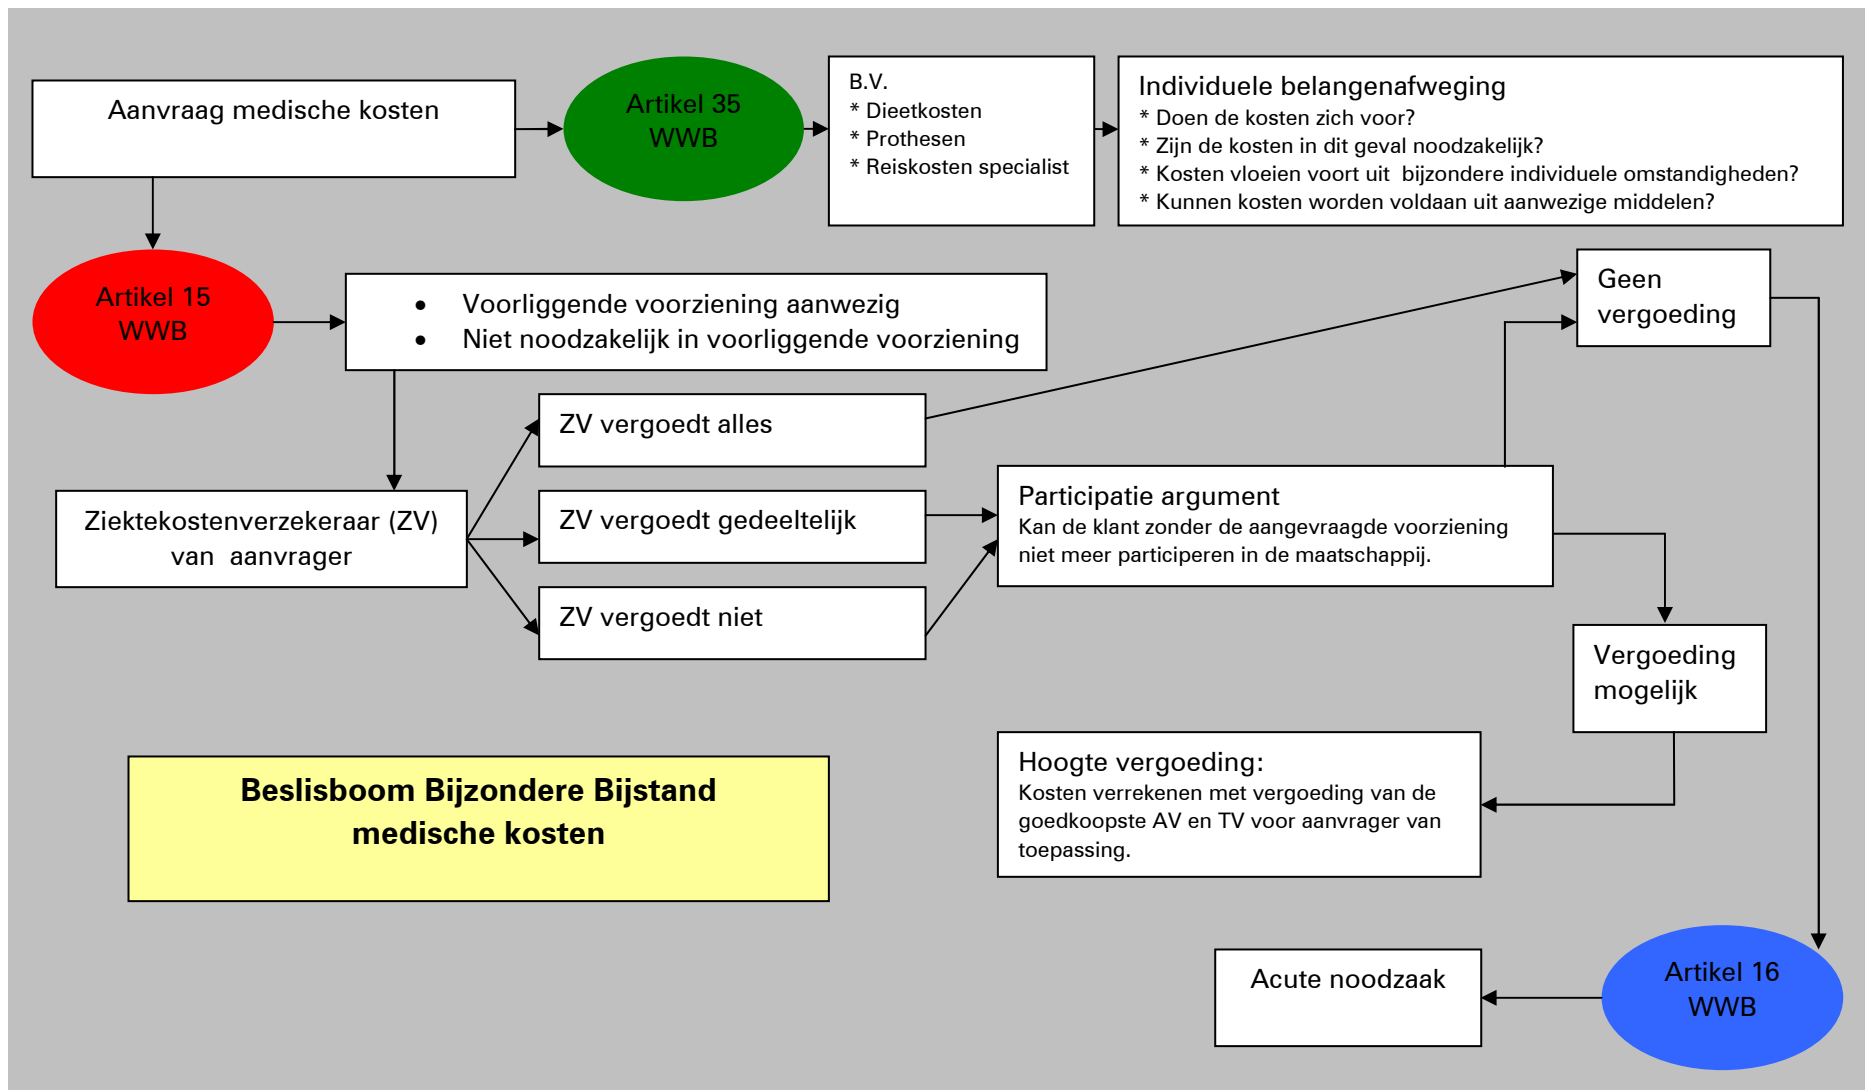 Aanvraag medische kosten
Artikel 35
WWB
B.V.
* Dieetkosten
* Prothesen
* Reiskosten specialist
Individuele belangenafweging
* Doen de kosten zich voor?
* Zijn de kosten in dit geval noodzakelijk?
* Kosten vloeien voort uit  bijzondere individuele omstandigheden?
* Kunnen kosten worden voldaan uit aanwezige middelen?
Artikel 15
WWB
• Voorliggende voorziening aanwezig
• Niet noodzakelijk in voorliggende voorziening
Geen
vergoeding
ZV vergoedt alles
Ziektekostenverzekeraar (ZV)
van  aanvrager
ZV vergoedt gedeeltelijk
ZV vergoedt niet
Participatie argument
Kan de klant zonder de aangevraagde voorziening
niet meer participeren in de maatschappij.
Vergoeding
mogelijk
Hoogte vergoeding:
Kosten verrekenen met vergoeding van de
goedkoopste AV en TV voor aanvrager van
toepassing.
Beslisboom Bijzondere Bijstand
medische kosten
Acute noodzaak
Artikel 16
WWB